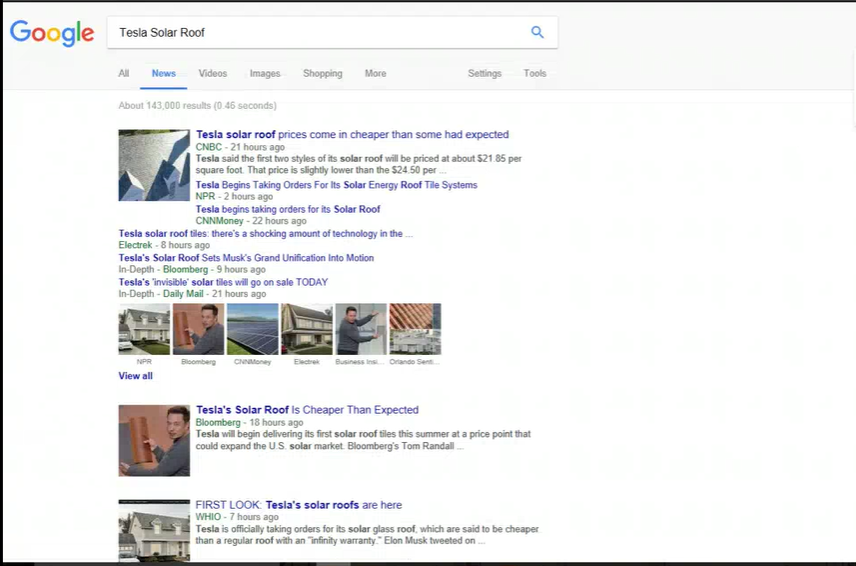 Google
Tesla Solar Roof
All News Videos Images Shopping More Settings Tools
About 143,000 results (0.46 seconds)
Tesla solar roof prices come in cheaper than some had expected
CNBC - 21 hours ago
Tesla said the first two styles of its solar roof will be priced at about $21.85 per
square foot. That price is slightly lower than the $24.50 per ...
Tesla Begins Taking Orders For Its Solar Energy Roof Tile Systems
NPR - 2 hours ago
Tesla begins taking orders for its Solar Roof
CNNMoney - 22 hours ago
Tesla solar roof tiles: there's a shocking amount of technology in the ...
Electrek - 8 hours ago
Tesla's Solar Roof Sets Musk's Grand Unification Into Motion
In-Depth - Bloomberg - 9 hours ago
Tesla's 'invisible' solar tiles will go on sale TODAY
In-Depth - Daily Mail - 21 hours ago
NPR Bloomberg CNNMoney Electrek Business Insi... Orlando Senti...
View all
Tesla's Solar Roof Is Cheaper Than Expected
Bloomberg - 18 hours ago
Tesla will begin delivering its first solar roof tiles this summer at a price point that
could expand the U.S. solar market. Bloomberg's Tom Randall ...
FIRST LOOK: Tesla's solar roofs are here
WHIO - 7 hours ago
Tesla is officially taking orders for its solar glass roof, which are said to be cheaper
than a regular roof with an "infinity warranty." Elon Musk tweeted on ...